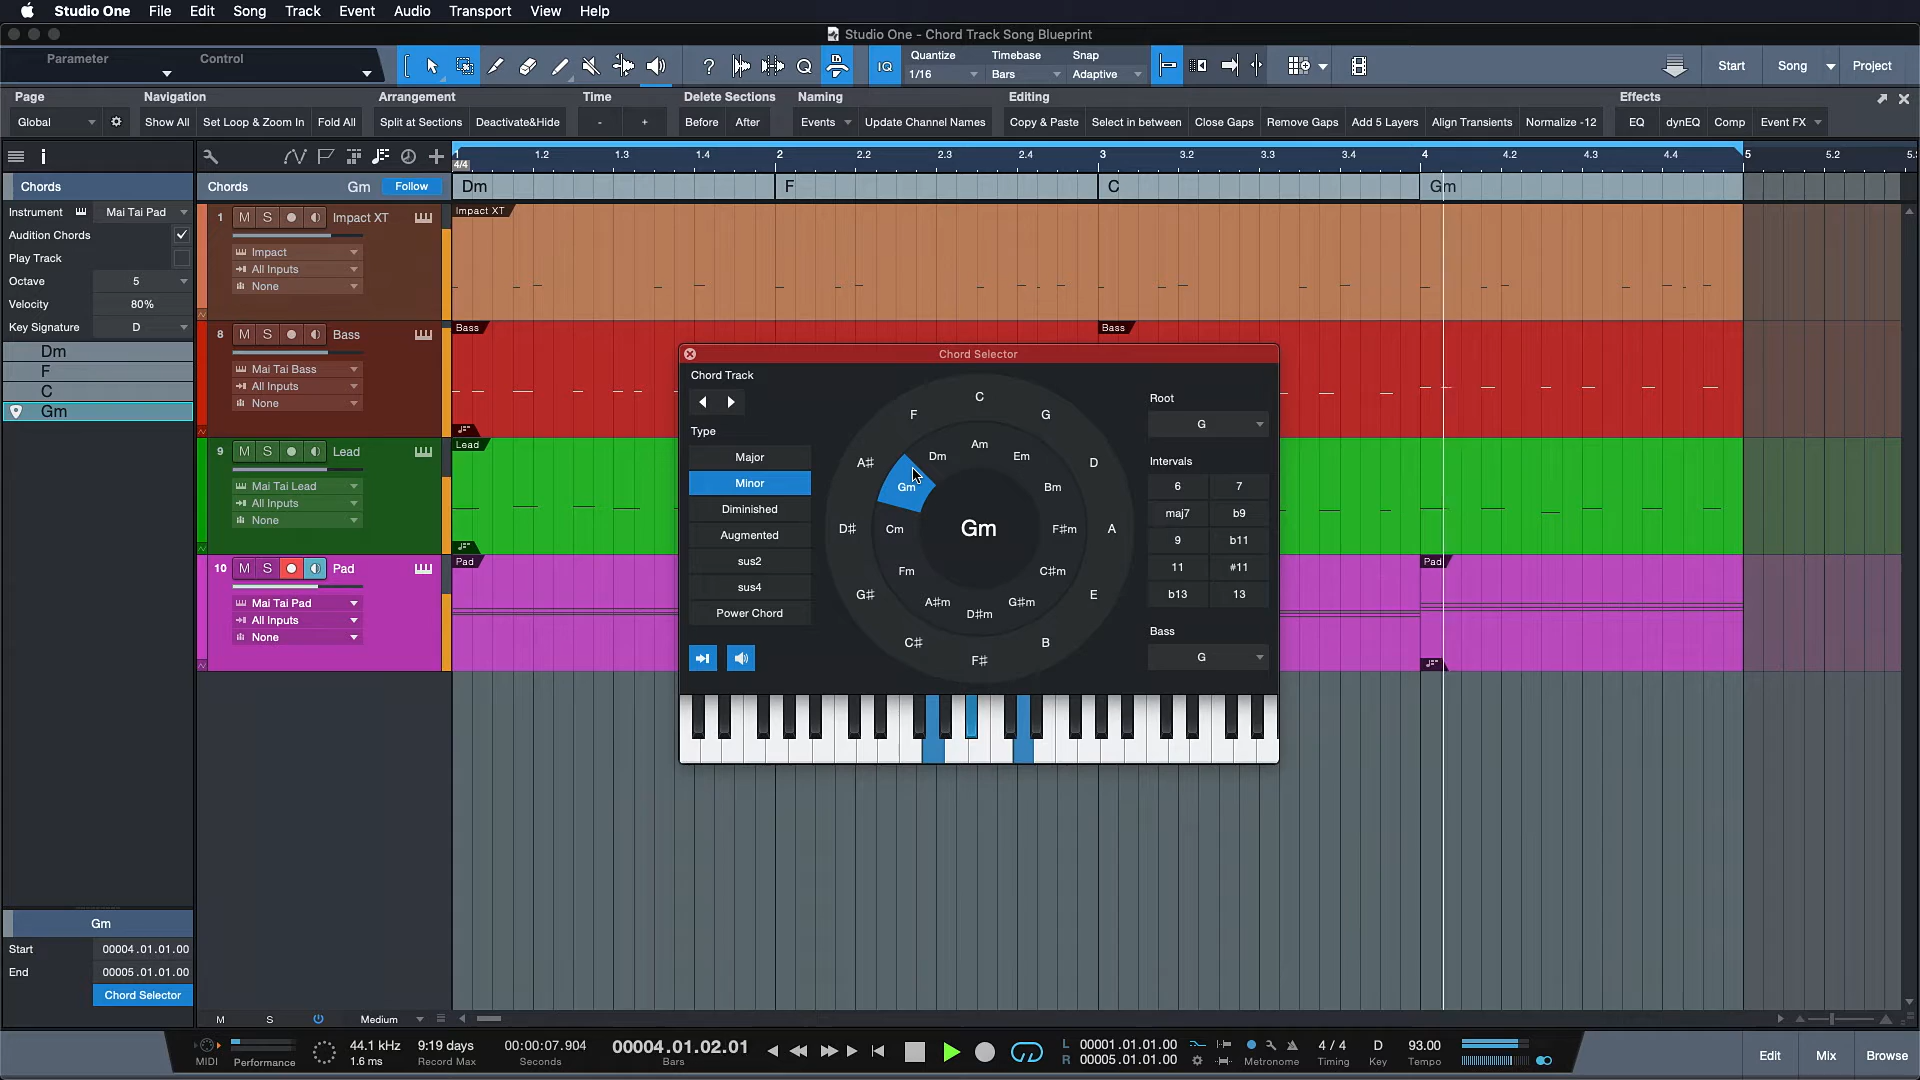 Studio One File Edit Song Track Event Audio Transport View Help
Studio One - Chord Track Song Blueprint
Parameter Control
Quantize 1/16 Timebase Bars Snap Adaptive
IQ
Start Song Project
Page Navigation Arrangement Time Delete Sections Naming Editing Effects
Global Show All Set Loop & Zoom In Fold All Split at Sections Deactivate&Hide - + Before After Events Update Channel Names Copy & Paste Select in between Close Gaps Remove Gaps Add 5 Layers Align Transients Normalize -12 EQ dynEQ Comp Event FX
1 1.2 1.3 1.4 2 2.2 2.3 2.4 3 3.2 3.3 3.4 4 4.2 4.3 4.4 5 5.2
4/4
Chords
Chords Gm Follow
Dm F C Gm
Instrument Mai Tai Pad
Audition Chords
Play Track
Octave 5
Velocity 80%
Key Signature D
Dm
F
C
Gm
1 M S Impact XT
Impact
All Inputs
None
Impact XT
8 M S Bass
Mai Tai Bass
All Inputs
None
Bass Bass
9 M S Lead
Mai Tai Lead
All Inputs
None
Lead
10 M S Pad
Mai Tai Pad
All Inputs
None
Pad Pad
Chord Selector
Chord Track
Type
Major
Minor
Diminished
Augmented
sus2
sus4
Power Chord
C
G
D
A
E
B
F♯
C♯
G♯
D♯
A♯
F
Am
Em
Bm
F♯m
C♯m
G♯m
D♯m
A♯m
Fm
Cm
Gm
Dm
Gm
Root
G
Intervals
6 7
maj7 b9
9 b11
11 #11
b13 13
Bass
G
Gm
Start 00004.01.01.00
End 00005.01.01.00
Chord Selector
M S Medium
MIDI Performance
44.1 kHz
1.6 ms
9:19 days
Record Max
00:00:07.904
Seconds
00004.01.02.01
Bars
L 00001.01.01.00
R 00005.01.01.00
Metronome
4 / 4
Timing
D
Key
93.00
Tempo
Edit Mix Browse